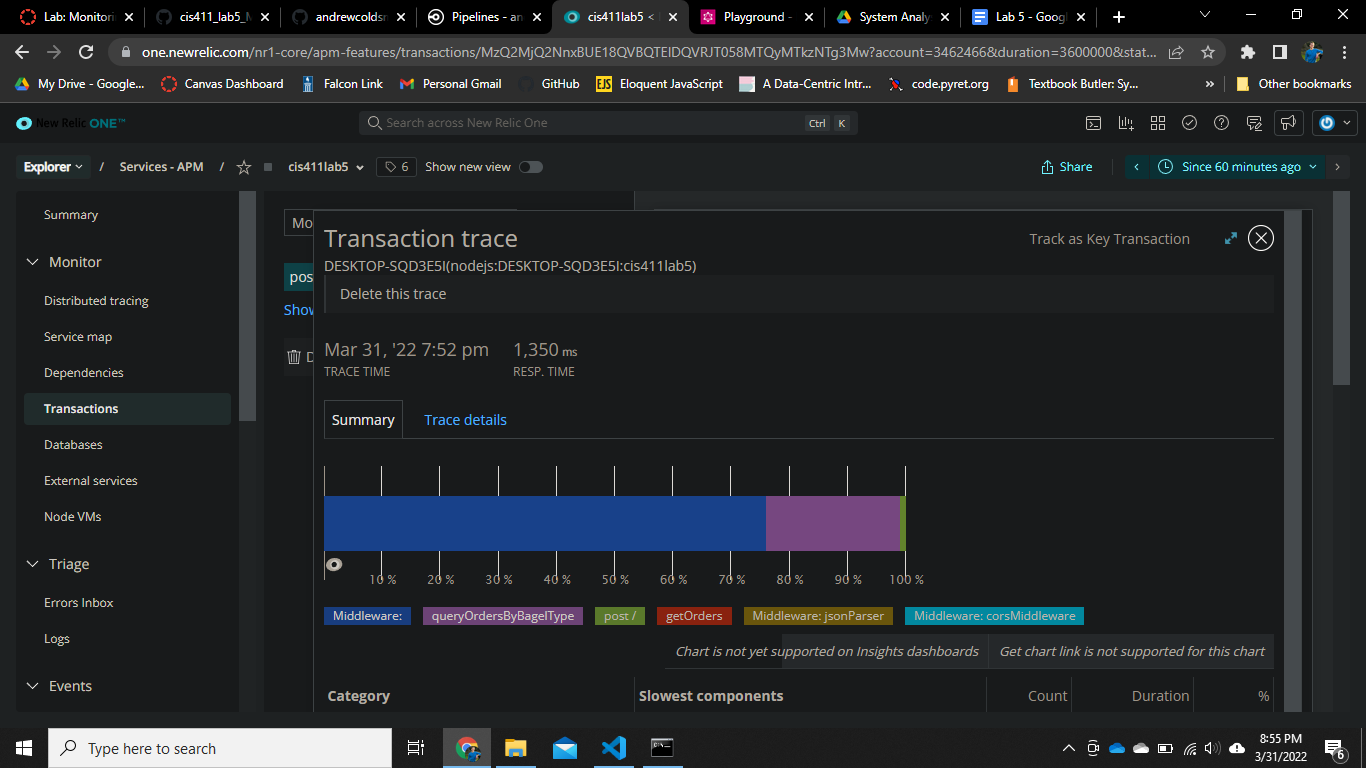 Lab: Monitori
cis411_lab5_M
andrewcoldsn
Pipelines - an
cis411lab5 <
Playground -
System Analy
Lab 5 - Googl
one.newrelic.com/nr1-core/apm-features/transactions/MzQ2MjQ2NnxBUE18QVBQTElDQVRJT058MTQyMTkzNTg3Mw?account=3462466&duration=3600000&stat...
My Drive - Google...
Canvas Dashboard
Falcon Link
Personal Gmail
GitHub
Eloquent JavaScript
A Data-Centric Intr...
code.pyret.org
Textbook Butler: Sy...
»
Other bookmarks
New Relic ONE™
Search across New Relic One
Ctrl K
Explorer / Services - APM / cis411lab5 6 Show new view
Share
Since 60 minutes ago
Summary
Monitor
Distributed tracing
Service map
Dependencies
Transactions
Databases
External services
Node VMs
Triage
Errors Inbox
Logs
Events
Mo
pos
Show
D
Transaction trace
Track as Key Transaction
DESKTOP-SQD3E5I(nodejs:DESKTOP-SQD3E5I:cis411lab5)
Delete this trace
Mar 31, '22 7:52 pm
TRACE TIME
1,350 ms
RESP. TIME
Summary
Trace details
10 % 20 % 30 % 40 % 50 % 60 % 70 % 80 % 90 % 100 %
Middleware: queryOrdersByBagelType post / getOrders Middleware: jsonParser Middleware: corsMiddleware
Chart is not yet supported on Insights dashboards
Get chart link is not supported for this chart
Category Slowest components Count Duration %
Type here to search
8:55 PM
3/31/2022
6